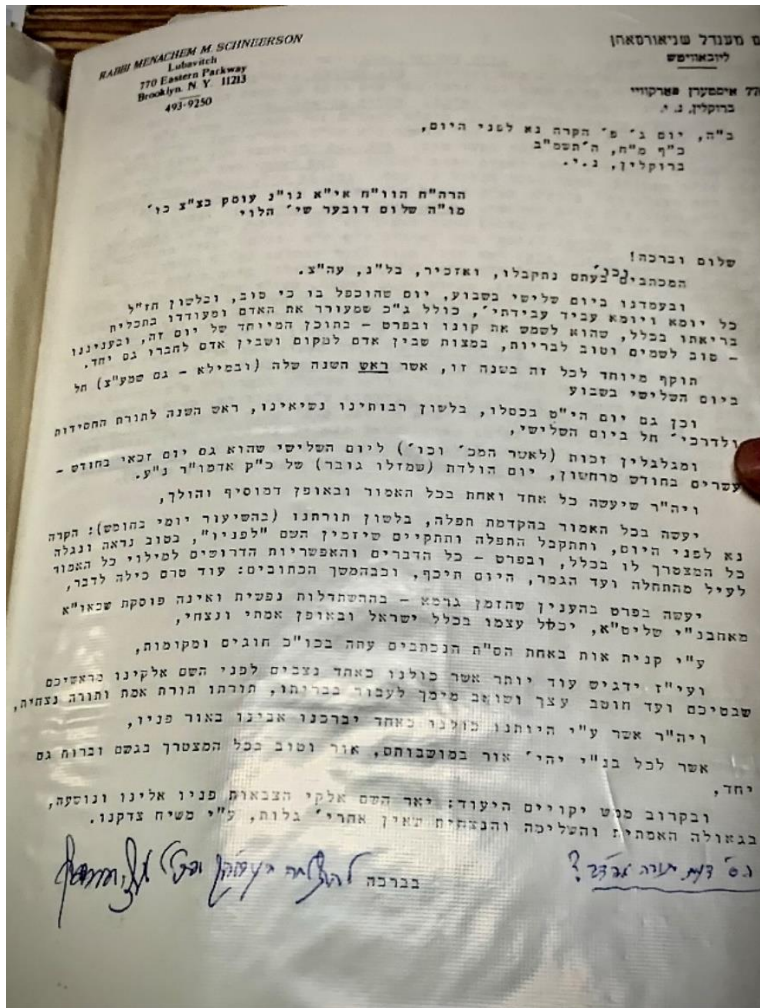 RABBI MENACHEM M. SCHNEERSON
Lubavitch
770 Eastern Parkway
Brooklyn, N. Y. 11213
493-9250
ם מענדל שניאורסאהן
ליובאוויטש
77 איסטערן פארקוויי
ברוקלין, נ. י.
ב"ה, יום ג' פ' הקרה נא לפני היום,
כ"ף מ"ח, ה'תשמ"ב
ברוקלין, נ.י.
הרה"ח הוו"ח אי"א נו"נ עוסק בצ"צ כו'
מו"ה שלום דובער שי' הלוי
שלום וברכה!
וכו'
המכתבים בעתם נתקבלו, ואזכיר, בל"נ, עה"צ.
ובעמדנו ביום שלישי בשבוע, יום שהוכפל בו כי טוב, ובלשון חז"ל
כל יומא ויומא עביד עבידתי', כולל ג"כ שמעורר את האדם ומעודדו בתכלית
בריאתו בכלל, שהוא לשמש את קונו ובפרט - בתוכן המיוחד של יום זה, ובעניננו
- טוב לשמים וטוב לבריות, במצות שבין אדם למקום ושבין אדם לחברו גם יחד.
תוקף מיוחד לכל זה בשנה זו, אשר ראש השנה שלה (ובמילא - גם שמע"צ) חל
ביום השלישי בשבוע
וכן גם יום הי"ט בכסלו, בלשון רבותינו נשיאינו, ראש השנה לתורת החסידות
ולדרכי' חל ביום השלישי,
ומגלגלין זכות (לאשר המכ' וכו') ליום השלישי שהוא גם יום זכאי בחודש -
עשרים בחודש מרחשון, יום הולדת (שמזלו גובר) של כ"ק אדמו"ר נ"ע.
ויה"ר שיעשה כל אחד ואחת בכל האמור ובאופן דמוסיף והולך,
יעשה בכל האמור בהקדמת תפלה, בלשון תורתנו (בהשיעור יומי בחומש): הקרה
נא לפני היום, ותתקבל התפלה ותתקיים שיזמין השם "לפניו", בטוב נראה ונגלה
כל המצטרך לו בכלל, ובפרט - כל הדברים והאפשריות הדרושים למילוי כל האמור
לעיל מהתחלה ועד הגמר, היום תיכף, וכבהמשך הכתובים: עוד טרם כילה לדבר,
יעשה בפרט בהענין שהזמן גרמא - בההשתדלות נפשית ואינה פוסקת שכאו"א
מאחבנ"י שליט"א, יכלל עצמו בכלל ישראל ובאופן אמתי ונצחי,
ע"י קנית אות באחת הס"ת הנכתבים עתה בכו"כ חוגים ומקומות,
ועי"ז ידגיש עוד יותר אשר כולנו כאחד נצבים לפני השם אלקינו מראשיכם
שבטיכם ועד חוטב עצך ושואב מימך לעבור בבריתו, תורתו תורת אמת ותורה נצחית,
ויה"ר אשר ע"י היותנו כולנו כאחד יברכנו אבינו באור פניו,
אשר לכל בנ"י יהי' אור במושבותם, אור וטוב בכל המצטרך בגשם וברוח גם
יחד,
ובקרוב ממש יקויים היעוד: יאר השם אלקי הצבאות פניו אלינו ונושעה,
בגאולה האמתית והשלימה והנצחית שאין אחרי' גלות, ע"י משיח צדקנו.
בברכה